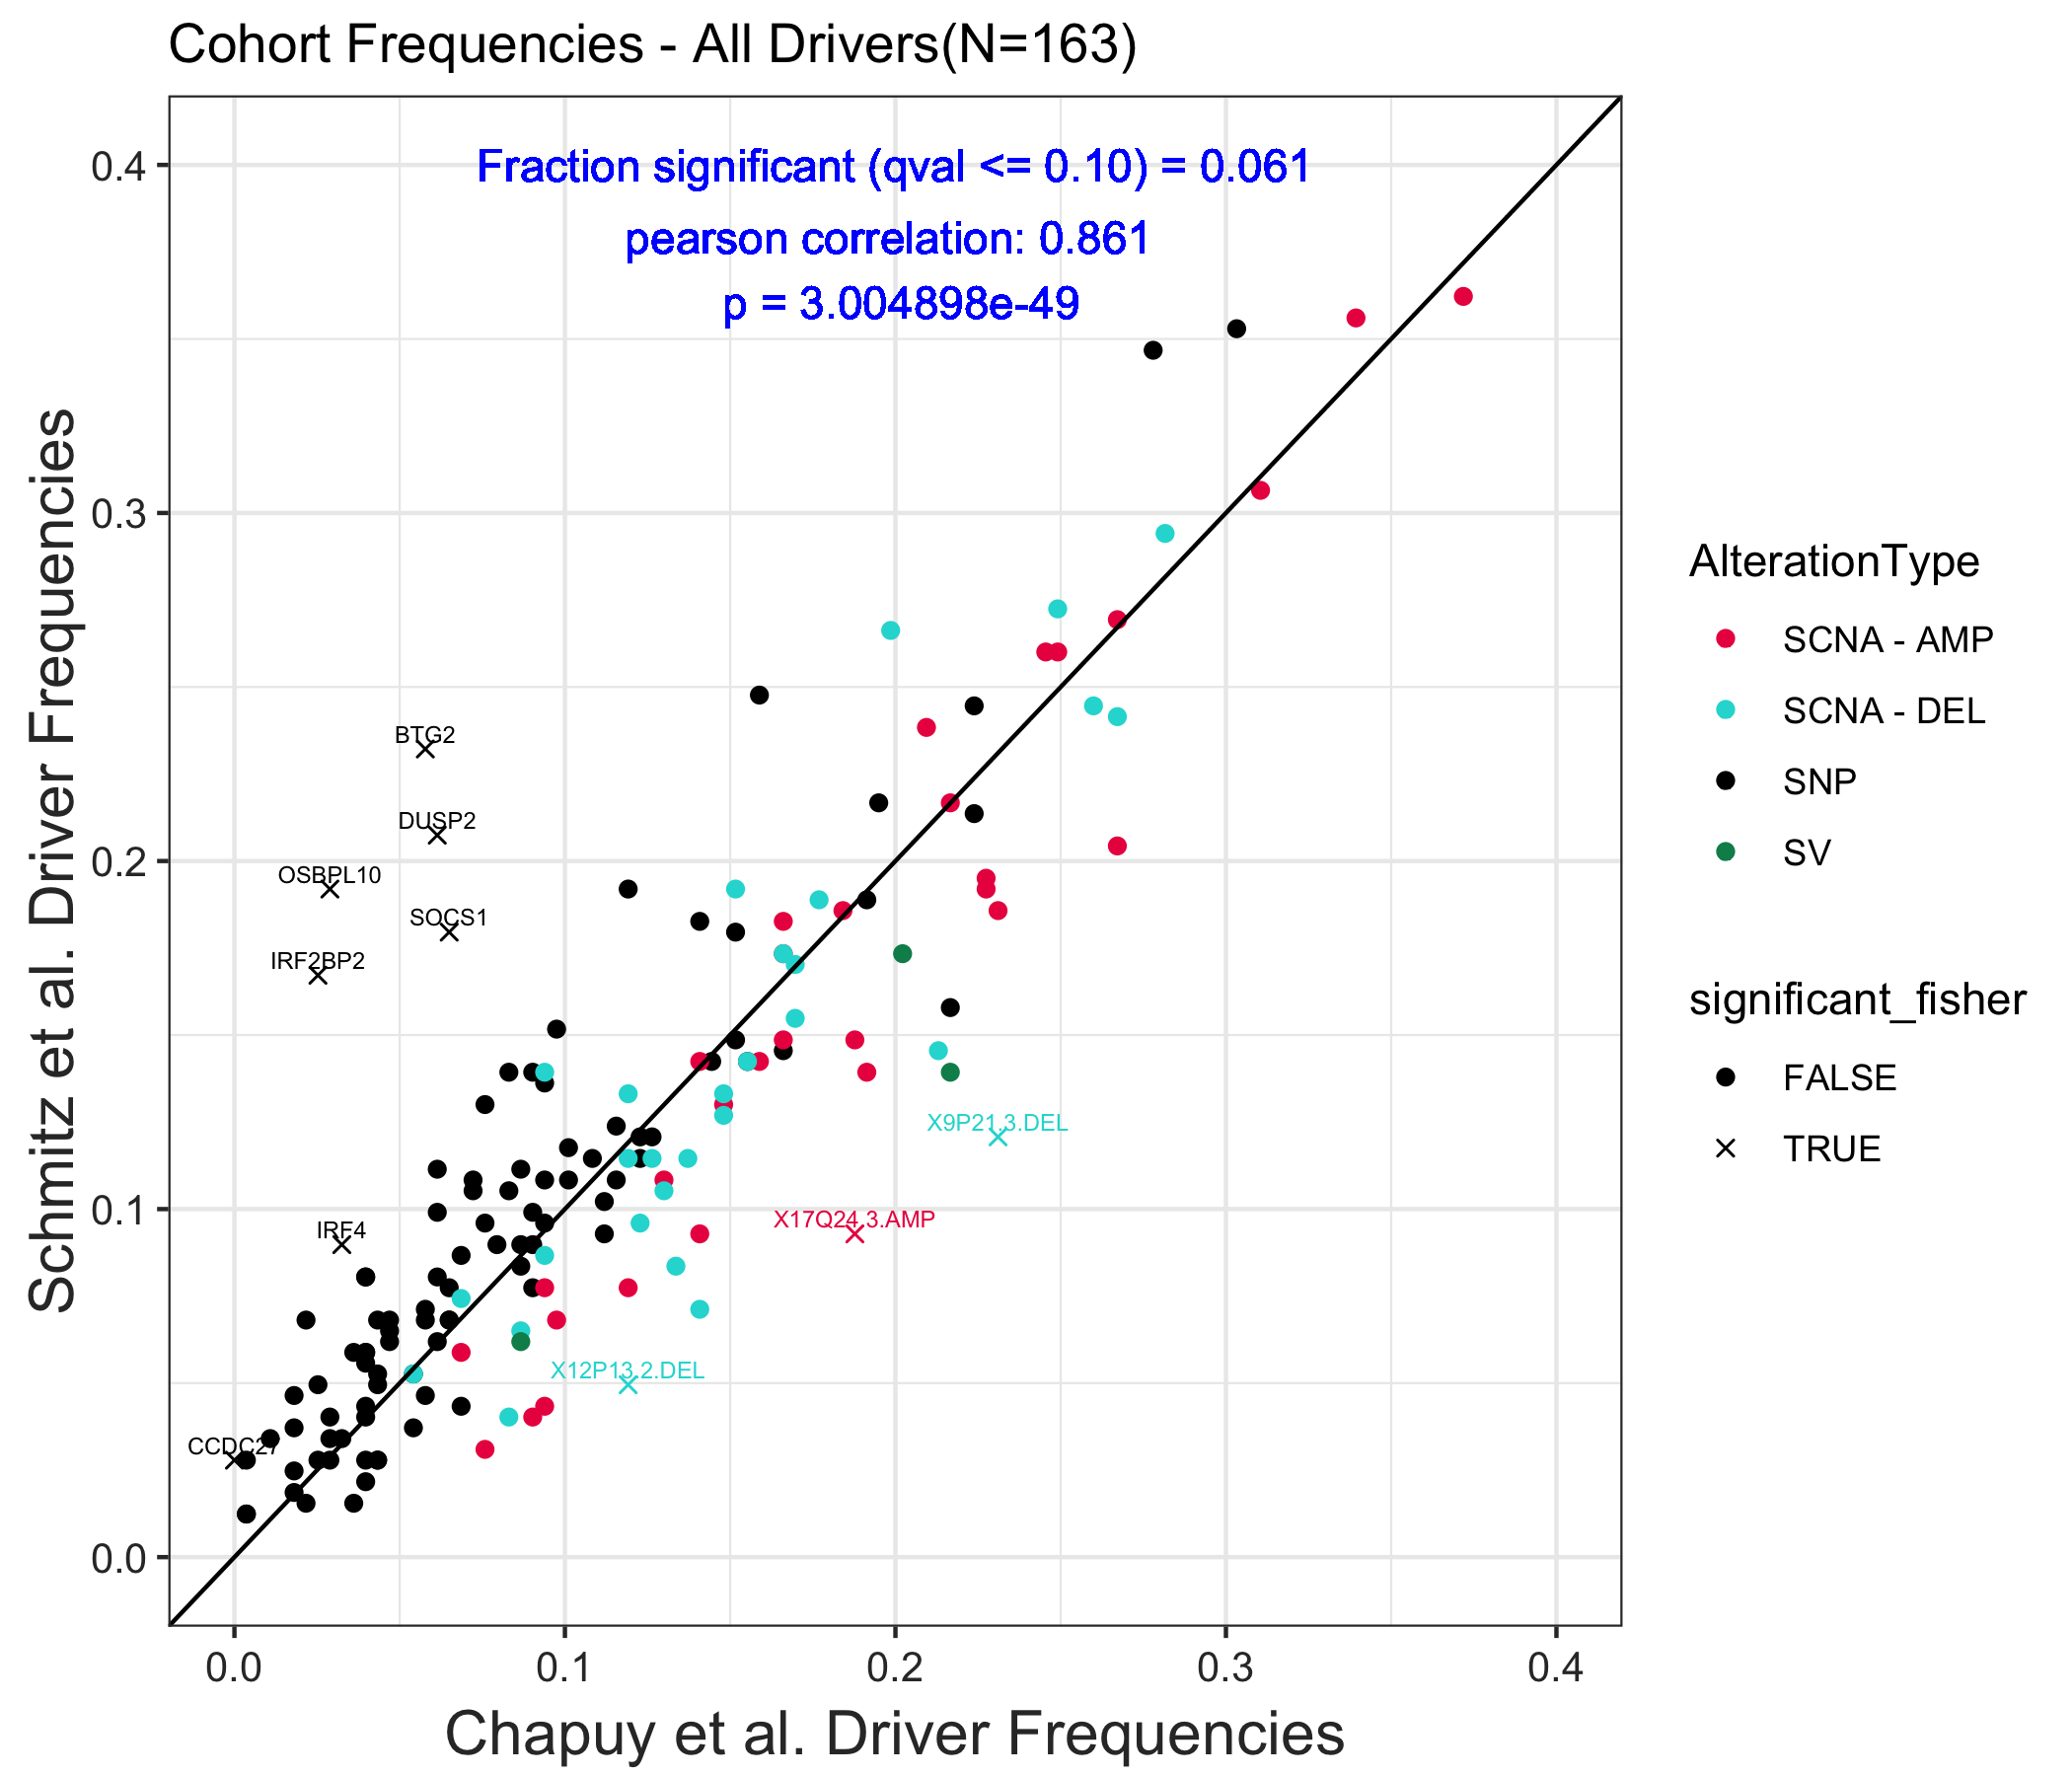 Cohort Frequencies - All Drivers(N=163)
Fraction significant (qval <= 0.10) = 0.061
pearson correlation: 0.861
p = 3.004898e-49
Schmitz et al. Driver Frequencies
0.4
0.3
0.2
0.1
0.0
BTG2
DUSP2
OSBPL10
SOCS1
IRF2BP2
X9P21.3.DEL
X17Q24.3.AMP
IRF4
X12P13.2.DEL
CCDC27
0.0
0.1
0.2
0.3
0.4
Chapuy et al. Driver Frequencies
AlterationType
SCNA - AMP
SCNA - DEL
SNP
SV
significant_fisher
FALSE
TRUE